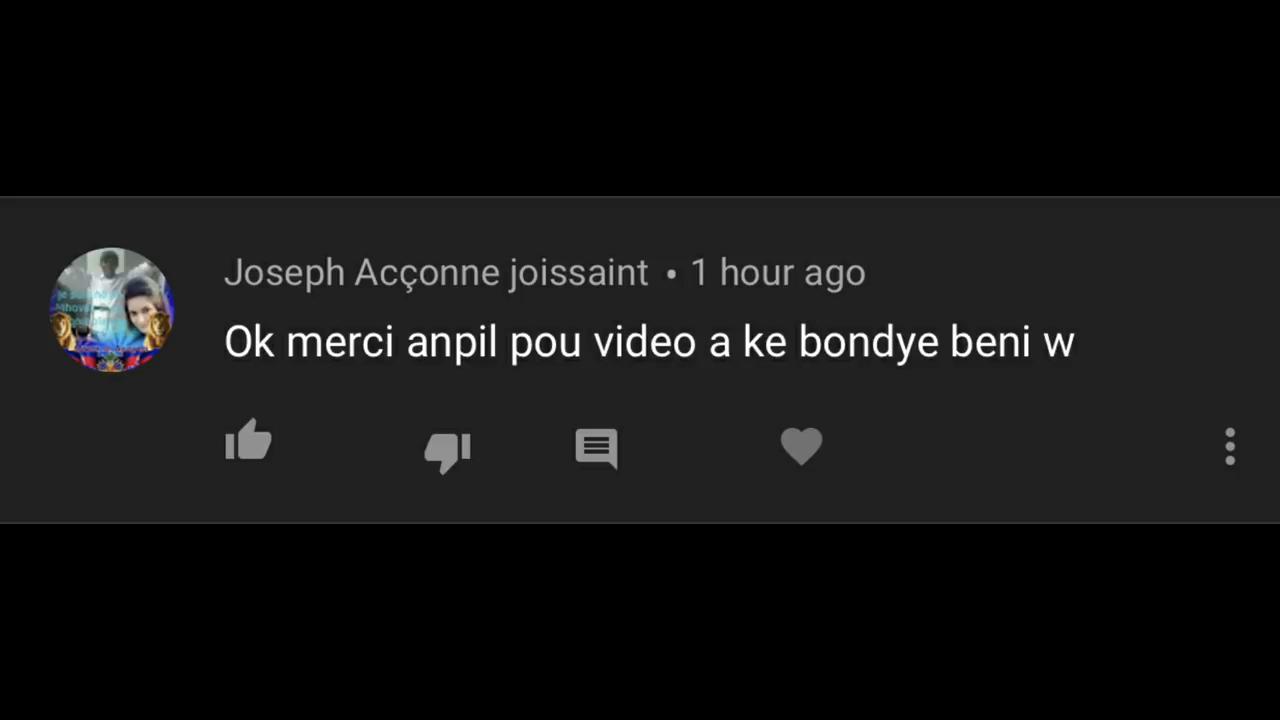 Joseph Acçonne joissaint • 1 hour ago
Ok merci anpil pou video a ke bondye beni w